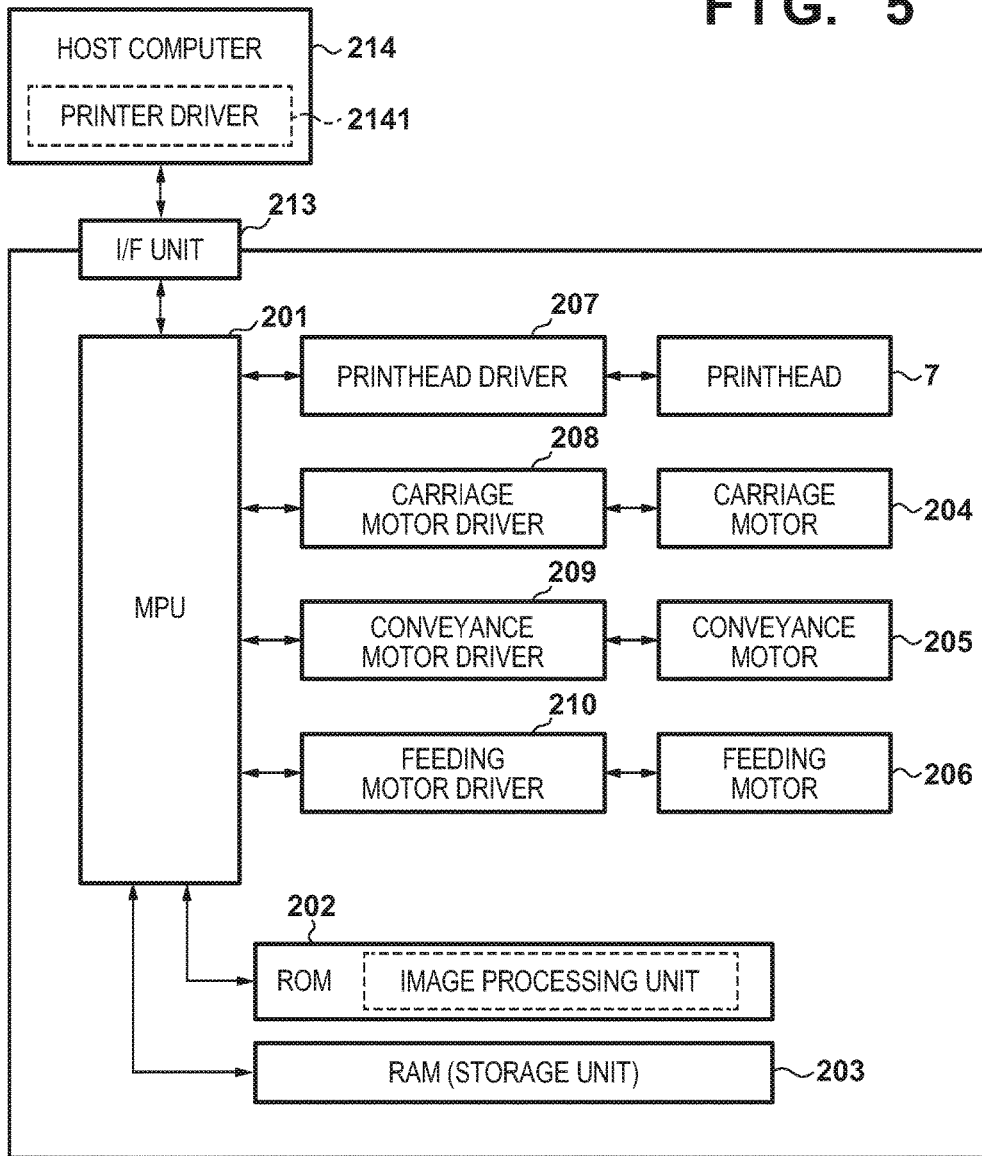 FIG. 5
HOST COMPUTER
214
PRINTER DRIVER
2141
213
I/F UNIT
201
MPU
207
PRINTHEAD DRIVER
PRINTHEAD
7
208
CARRIAGE
MOTOR DRIVER
CARRIAGE
MOTOR
204
209
CONVEYANCE
MOTOR DRIVER
CONVEYANCE
MOTOR
205
210
FEEDING
MOTOR DRIVER
FEEDING
MOTOR
206
202
ROM
IMAGE PROCESSING UNIT
RAM (STORAGE UNIT)
203